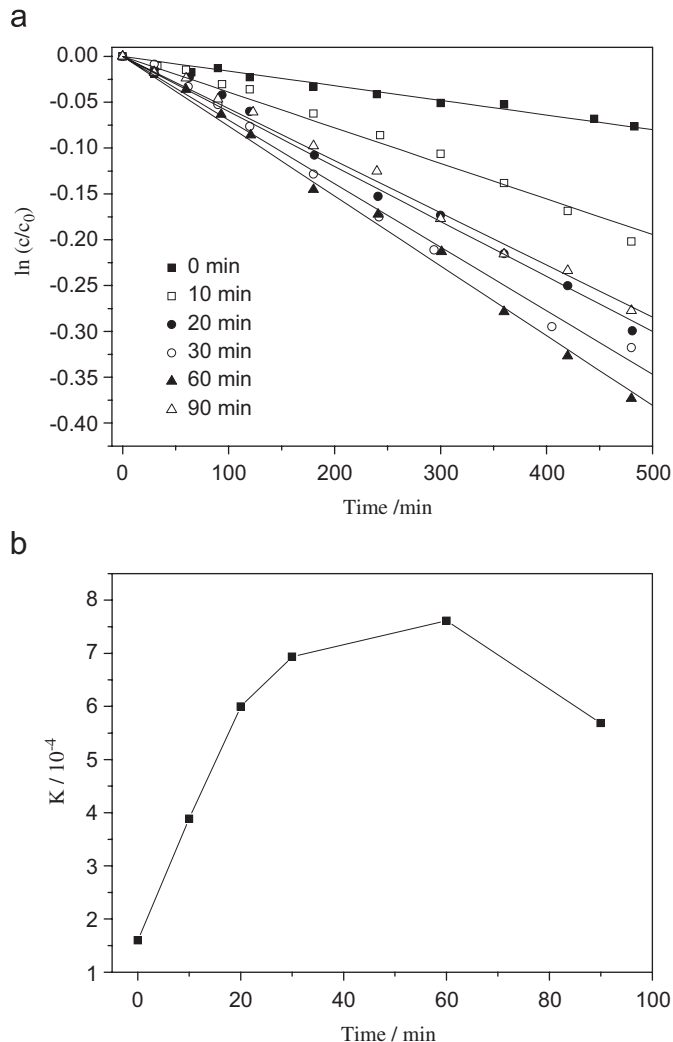 a
0.00
-0.05
-0.10
-0.15
-0.20
-0.25
-0.30
-0.35
-0.40
ln (c/c0)
0 min
10 min
20 min
30 min
60 min
90 min
0 100 200 300 400 500
Time /min
b
8
7
6
5
4
3
2
1
K / 10-4
0 20 40 60 80 100
Time / min